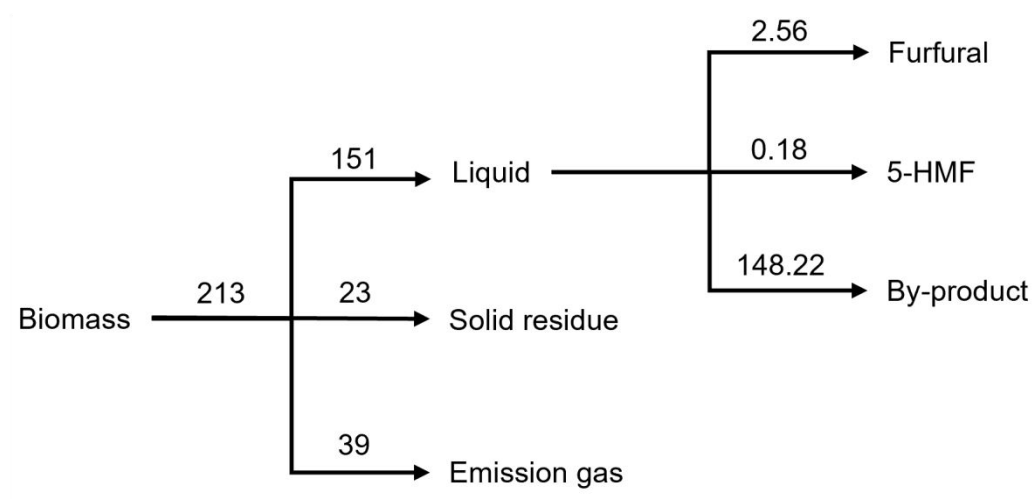 2.56
Furfural
151
Liquid
0.18
5-HMF
148.22
By-product
Biomass
213
23
Solid residue
39
Emission gas